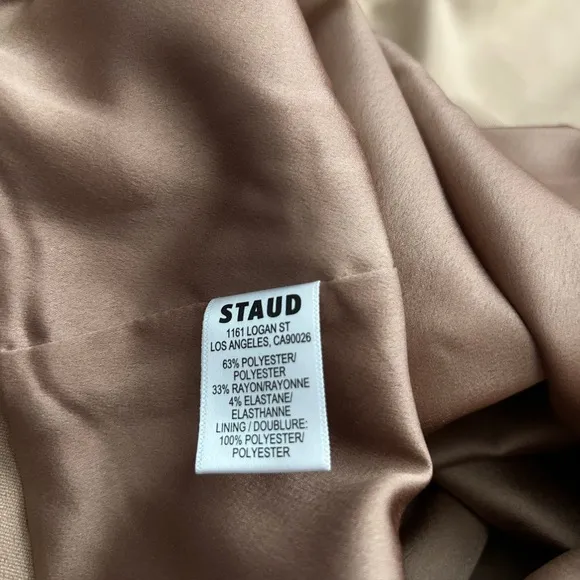 STAUD
1161 LOGAN ST
LOS ANGELES, CA90026
63% POLYESTER/
POLYESTER
33% RAYON/RAYONNE
4% ELASTANE/
ELASTHANNE
LINING / DOUBLURE:
100% POLYESTER/
POLYESTER